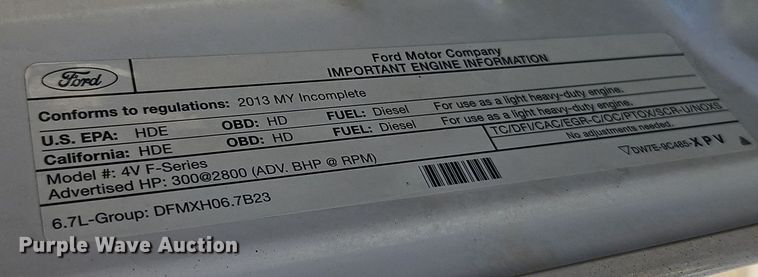 Ford
Ford Motor Company
IMPORTANT ENGINE INFORMATION
Conforms to regulations: 2013 MY Incomplete
U.S. EPA: HDE OBD: HD FUEL: Diesel For use as a light heavy-duty engine.
California: HDE OBD: HD FUEL: Diesel For use as a light heavy-duty engine.
Model #: 4V F-Series TC/DFI/CAC/EGR-C/OC/PTOX/SCR-U/NOXS
Advertised HP: 300@2800 (ADV. BHP @ RPM) No adjustments needed.
6.7L-Group: DFMXH06.7B23 DW7E-9C485-XPV
Purple Wave Auction